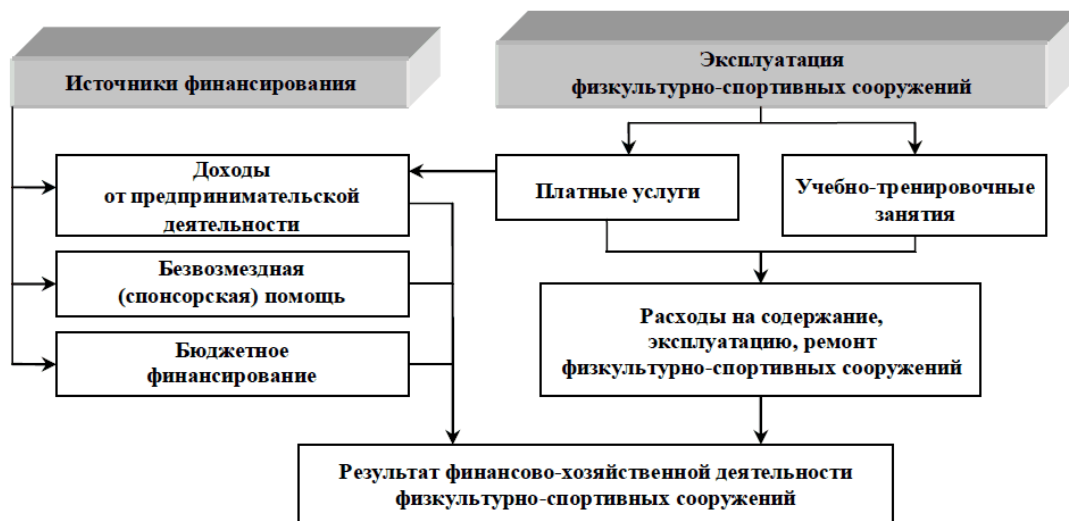 Источники финансирования
Эксплуатация
физкультурно-спортивных сооружений
Доходы
от предпринимательской
деятельности
Платные услуги
Учебно-тренировочные
занятия
Безвозмездная
(спонсорская) помощь
Бюджетное
финансирование
Расходы на содержание,
эксплуатацию, ремонт
физкультурно-спортивных сооружений
Результат финансово-хозяйственной деятельности
физкультурно-спортивных сооружений